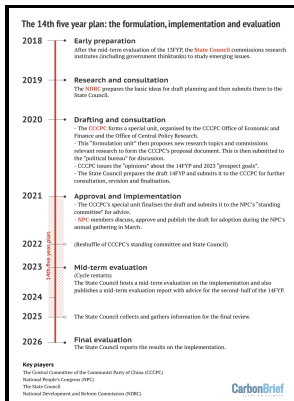 The 14th five year plan: the formulation, implementation and evaluation
2018
Early preparation
After the mid-term evaluation of the 13FYP, the State Council commissions research
institutes (including government thinktanks) to study emerging issues.
2019
Research and consultation
The NDRC prepares the basic ideas for draft planning and then submits them to the
State Council.
2020
Drafting and consultation
- The CCCPC forms a special unit, organised by the CCCPC Office of Economic and
Finance and the Office of Central Policy Research.
- This "formulation unit" then proposes new research topics and commissions
relevant research to form the CCCPC's proposal document. This is then submitted
to the "political bureau" for discussion.
- CCCPC issues the "opinions" about the 14FYP and 2023 "prospect goals".
- The State Council prepares the draft 14FYP and submits it to the CCCPC for further
consultation, revision and finalisation.
2021
Approval and implementation
- The CCCPC's special unit finalises the draft and submits it to the NPC's "standing
committee" for advice.
- NPC members discuss, approve and publish the draft for adoption during the NPC's
annual gathering in March.
2022
(Reshuffle of CCCPC's standing committee and State Council)
14th five year plan
2023
Mid-term evaluation
(Cycle restarts)
The State Council hosts a mid-term evaluation on the implementation and also
publishes a mid-term evaluation report with advice for the second-half of the 14FYP.
2024
2025
The State Council collects and gathers information for the final review.
2026
Final evaluation
The State Council reports the results on the implementation.
Key players
The Central Committee of the Communist Party of China (CCCPC)
National People's Congress (NPC)
The State Council
National Development and Reform Commission (NDRC)
CarbonBrief
CLEAR ON CLIMATE